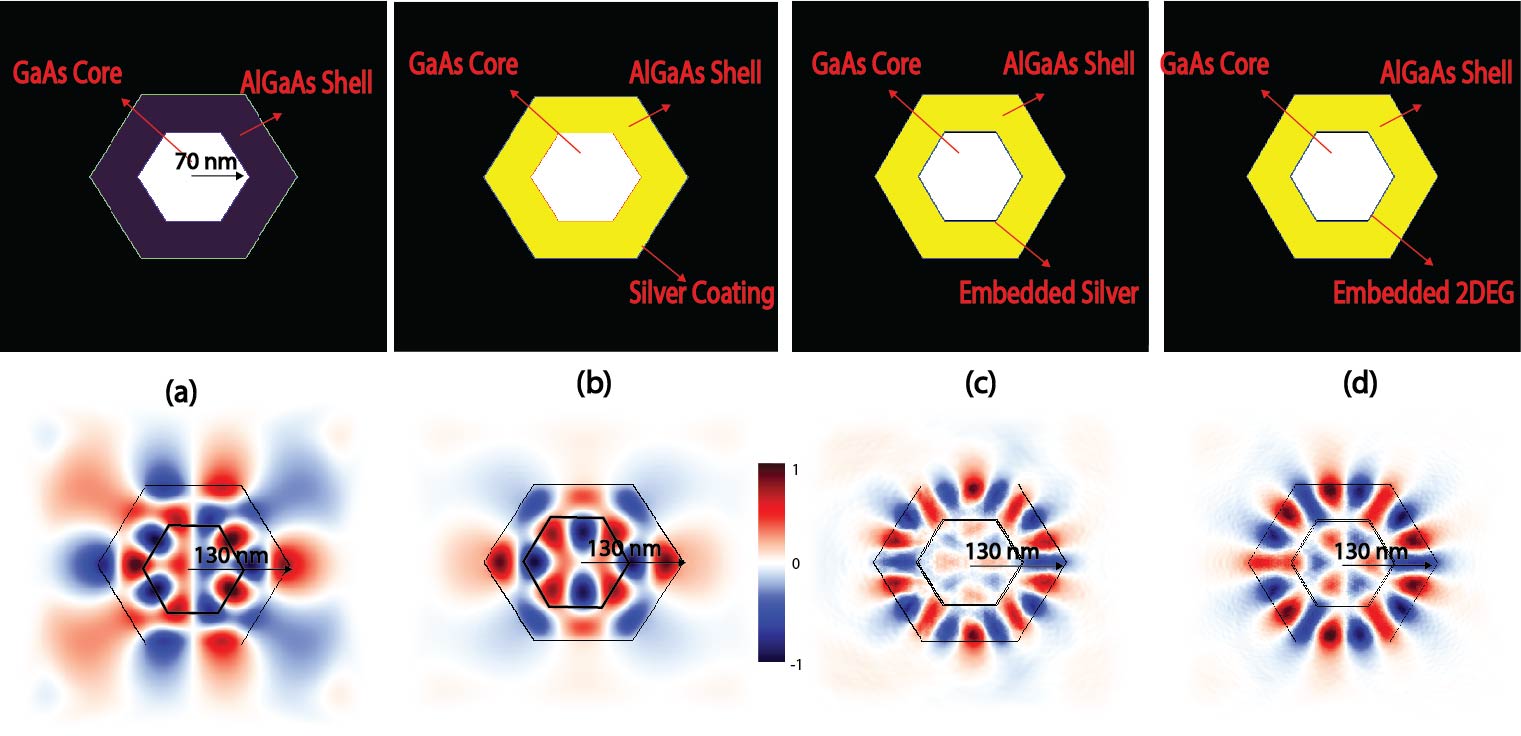 GaAs Core
AlGaAs Shell
70 nm
GaAs Core
AlGaAs Shell
Silver Coating
GaAs Core
AlGaAs Shell
Embedded Silver
GaAs Core
AlGaAs Shell
Embedded 2DEG
(a)
(b)
(c)
(d)
130 nm
130 nm
1
0
-1
130 nm
130 nm